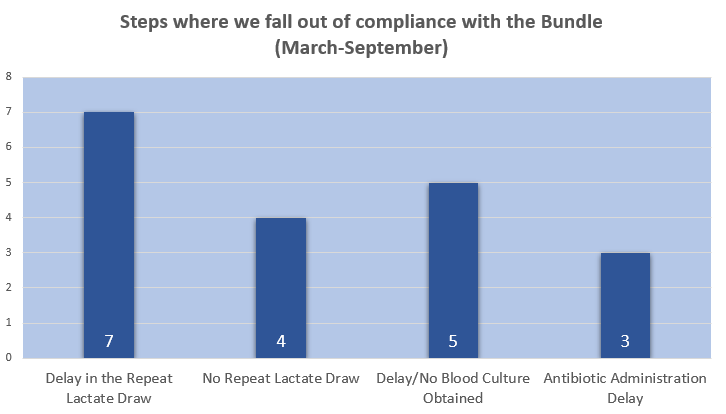 Steps where we fall out of compliance with the Bundle
(March-September)
8
7
6
5
4
3
2
1
0
7
4
5
3
Delay in the Repeat
Lactate Draw
No Repeat Lactate Draw
Delay/No Blood Culture
Obtained
Antibiotic Administration
Delay